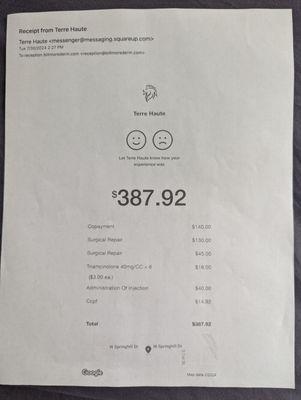 Receipt from Terre Haute
Terre Haute <messenger@messaging.squareup.com>
Tue 7/30/2024 2:27 PM
Terre Haute
Let Terre Haute know how your
experience was
$387.92
Copayment $140.00
Surgical Repair $130.00
Surgical Repair $45.00
Triamcinolone 40mg/CC × 6 $18.00
($3.00 ea.)
Administration Of Injection $40.00
Ccpf $14.92
Total $387.92
W Springhill Dr W Springhill Dr
Google Map data ©2024